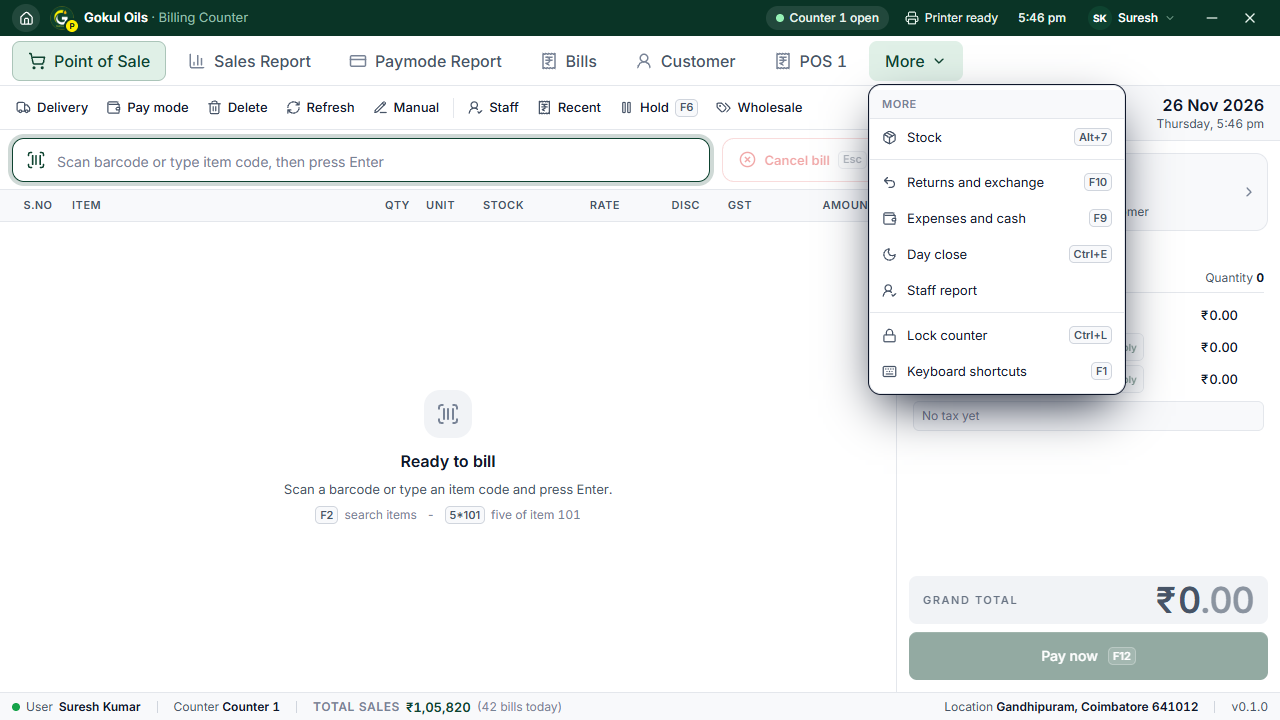 Gokul Oils · Billing Counter
Counter 1 open
Printer ready
5:46 pm
SK Suresh
P
Point of Sale
Sales Report
Paymode Report
Bills
Customer
POS 1
More
Delivery
Pay mode
Delete
Refresh
Manual
Staff
Recent
Hold F6
Wholesale
26 Nov 2026
Thursday, 5:46 pm
Scan barcode or type item code, then press Enter
Cancel bill Esc
S.NO ITEM QTY UNIT STOCK RATE DISC GST AMOUN
MORE
Stock Alt+7
Returns and exchange F10
Expenses and cash F9
Day close Ctrl+E
Staff report
Lock counter Ctrl+L
Keyboard shortcuts F1
mer
Quantity 0
₹0.00
₹0.00
₹0.00
No tax yet
Ready to bill
Scan a barcode or type an item code and press Enter.
F2 search items - 5*101 five of item 101
GRAND TOTAL ₹0.00
Pay now F12
User Suresh Kumar
Counter Counter 1
TOTAL SALES ₹1,05,820 (42 bills today)
Location Gandhipuram, Coimbatore 641012
v0.1.0